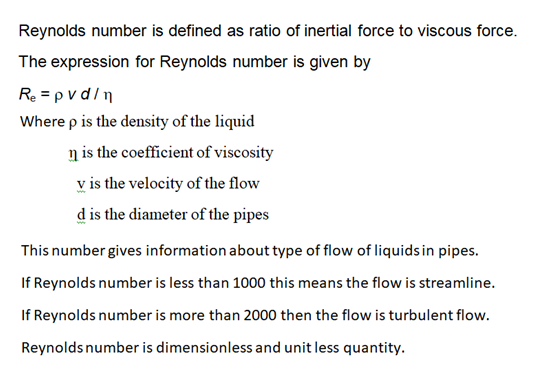 Reynolds number is defined as ratio of inertial force to viscous force.
The expression for Reynolds number is given by
Re = ρ v d / η
Where ρ is the density of the liquid
η is the coefficient of viscosity
v is the velocity of the flow
d is the diameter of the pipes
This number gives information about type of flow of liquids in pipes.
If Reynolds number is less than 1000 this means the flow is streamline.
If Reynolds number is more than 2000 then the flow is turbulent flow.
Reynolds number is dimensionless and unit less quantity.